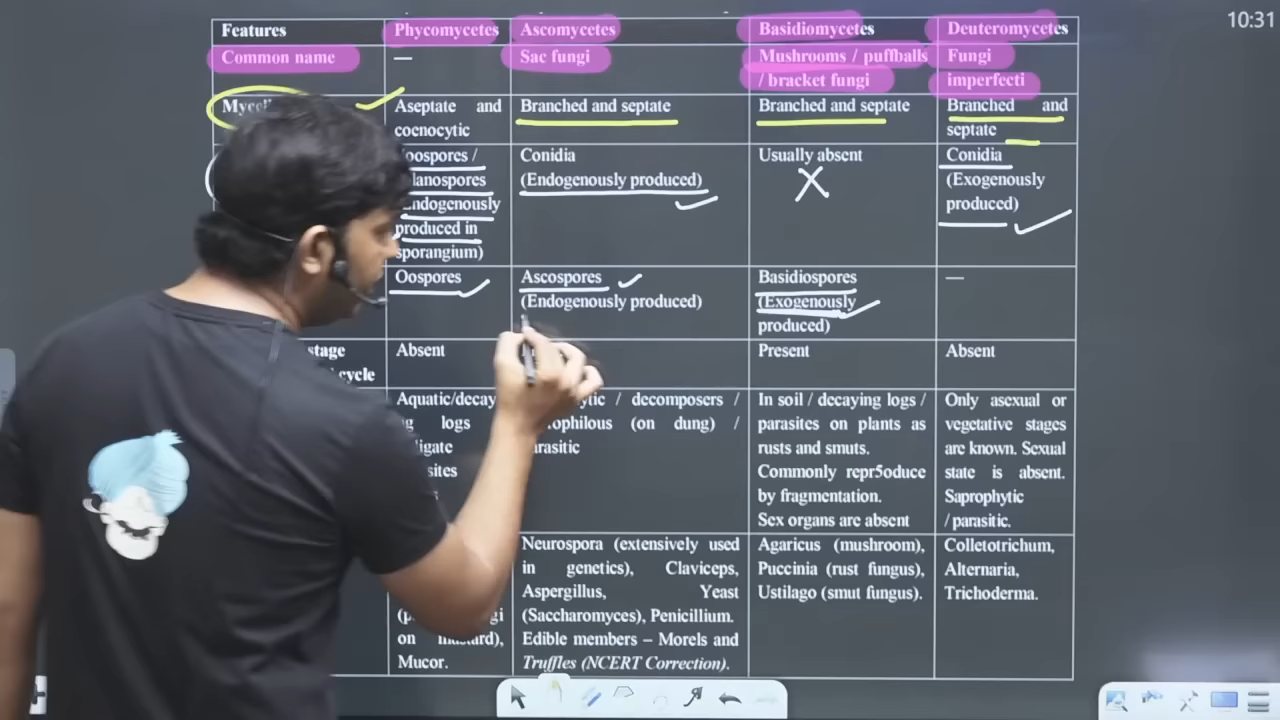 10:31
Features Phycomycetes Ascomycetes Basidiomycetes Deuteromycetes
Common name — Sac fungi Mushrooms / puffballs Fungi
/ bracket fungi imperfecti
Aseptate and Branched and septate Branched and septate Branched and
coenocytic septate
Conidia Usually absent Conidia
(Endogenously produced) (Exogenously
produced)
produced in
sporangium)
Oospores Ascospores Basidiospores —
(Endogenously produced) (Exogenously
produced)
stage Absent Present Absent
cycle
Aquatic/decay / decomposers / In soil / decaying logs / Only asexual or
logs (on dung) / parasites on plants as vegetative stages
rusts and smuts. are known. Sexual
Commonly repr5oduce state is absent.
by fragmentation. Saprophytic
Sex organs are absent / parasitic.
Neurospora (extensively used Agaricus (mushroom), Colletotrichum,
in genetics), Claviceps, Puccinia (rust fungus), Alternaria,
Aspergillus, Yeast Ustilago (smut fungus). Trichoderma.
(Saccharomyces), Penicillium.
on Edible members – Morels and
Mucor. Truffles (NCERT Correction).